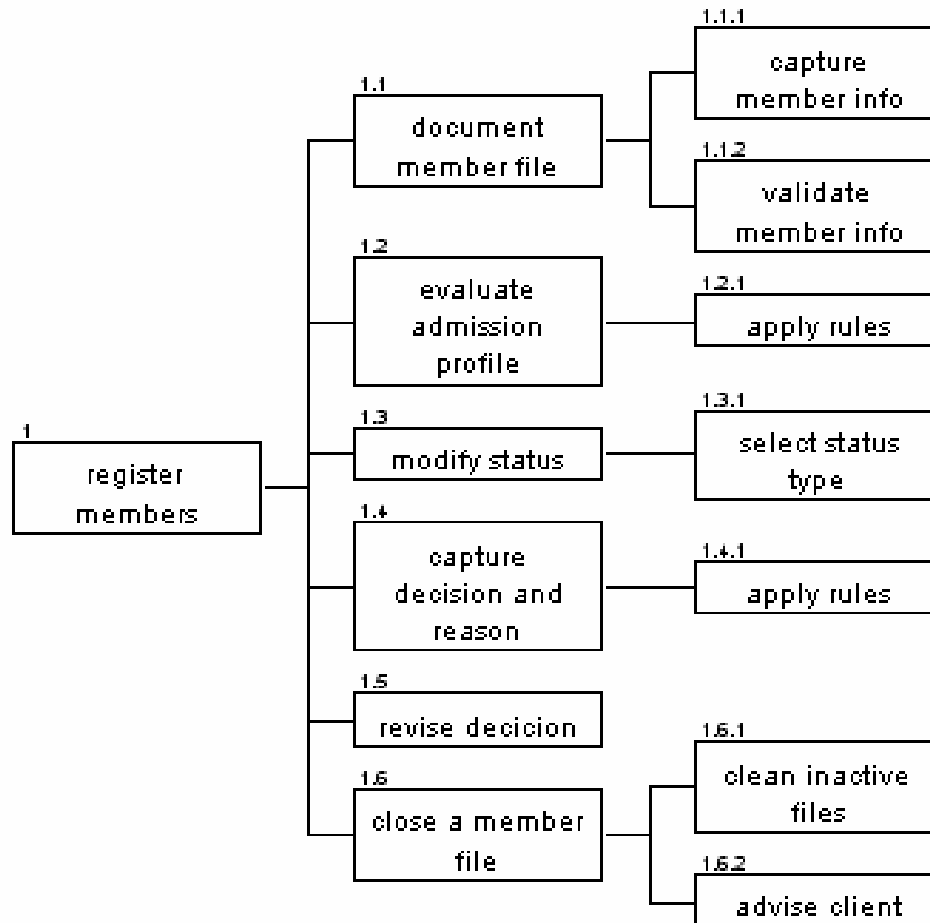 1
register
members
1.1
document
member file
1.1.1
capture
member info
1.1.2
validate
member info
1.2
evaluate
admission
profile
1.2.1
apply rules
1.3
modify status
1.3.1
select status
type
1.4
capture
decision and
reason
1.4.1
apply rules
1.5
revise decicion
1.6
close a member
file
1.6.1
clean inactive
files
1.6.2
advise client